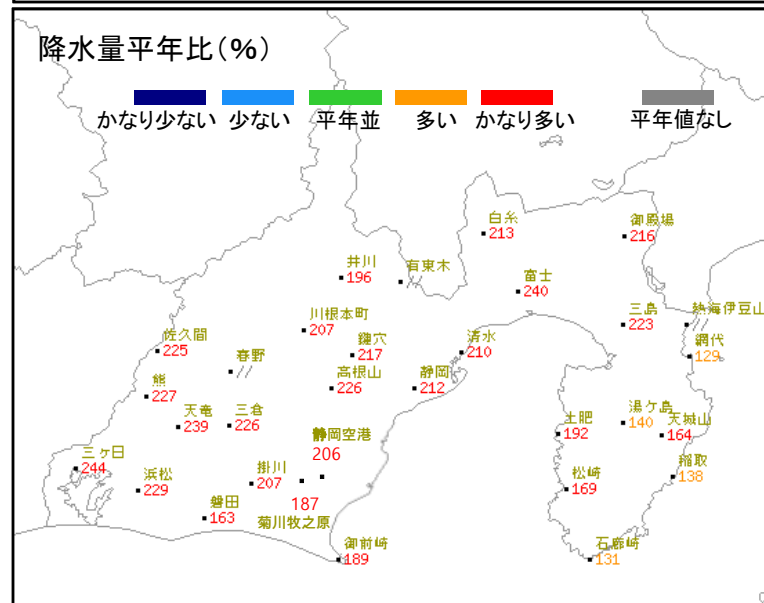 降水量平年比(%)
かなり少ない 少ない 平年並 多い かなり多い 平年値なし
白糸
213
御殿場
216
井川
196
有東木
//
富士
240
川根本町
207
三島
223
熱海伊豆山
//
網代
129
佐久間
225
春野
//
鍵穴
217
清水
210
熊
227
高根山
226
静岡
212
天竜
239
三倉
226
静岡空港
206
土肥
192
湯ケ島
140
天城山
164
三ヶ日
244
浜松
229
掛川
207
187
菊川牧之原
松崎
169
稲取
138
磐田
163
御前崎
189
石廊崎
131